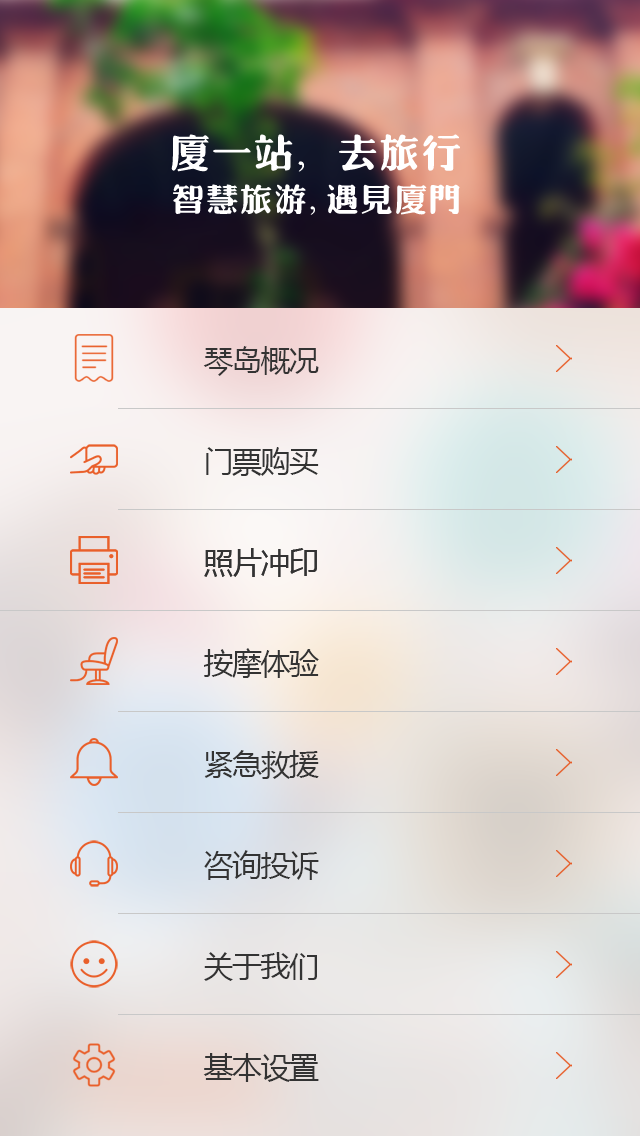 廈一站，去旅行
智慧旅游,遇見廈門
琴岛概况
门票购买
照片冲印
按摩体验
紧急救援
咨询投诉
关于我们
基本设置